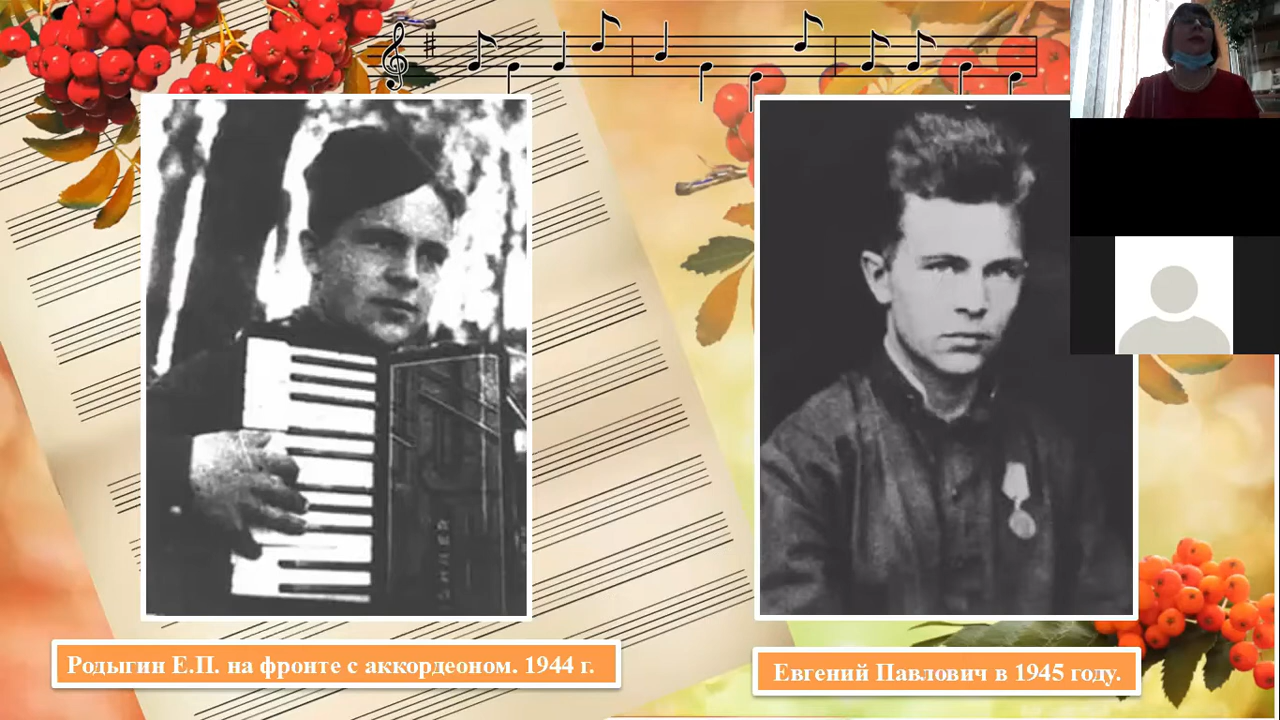 Родыгин Е.П. на фронте с аккордеоном. 1944 г.
Евгений Павлович в 1945 году.